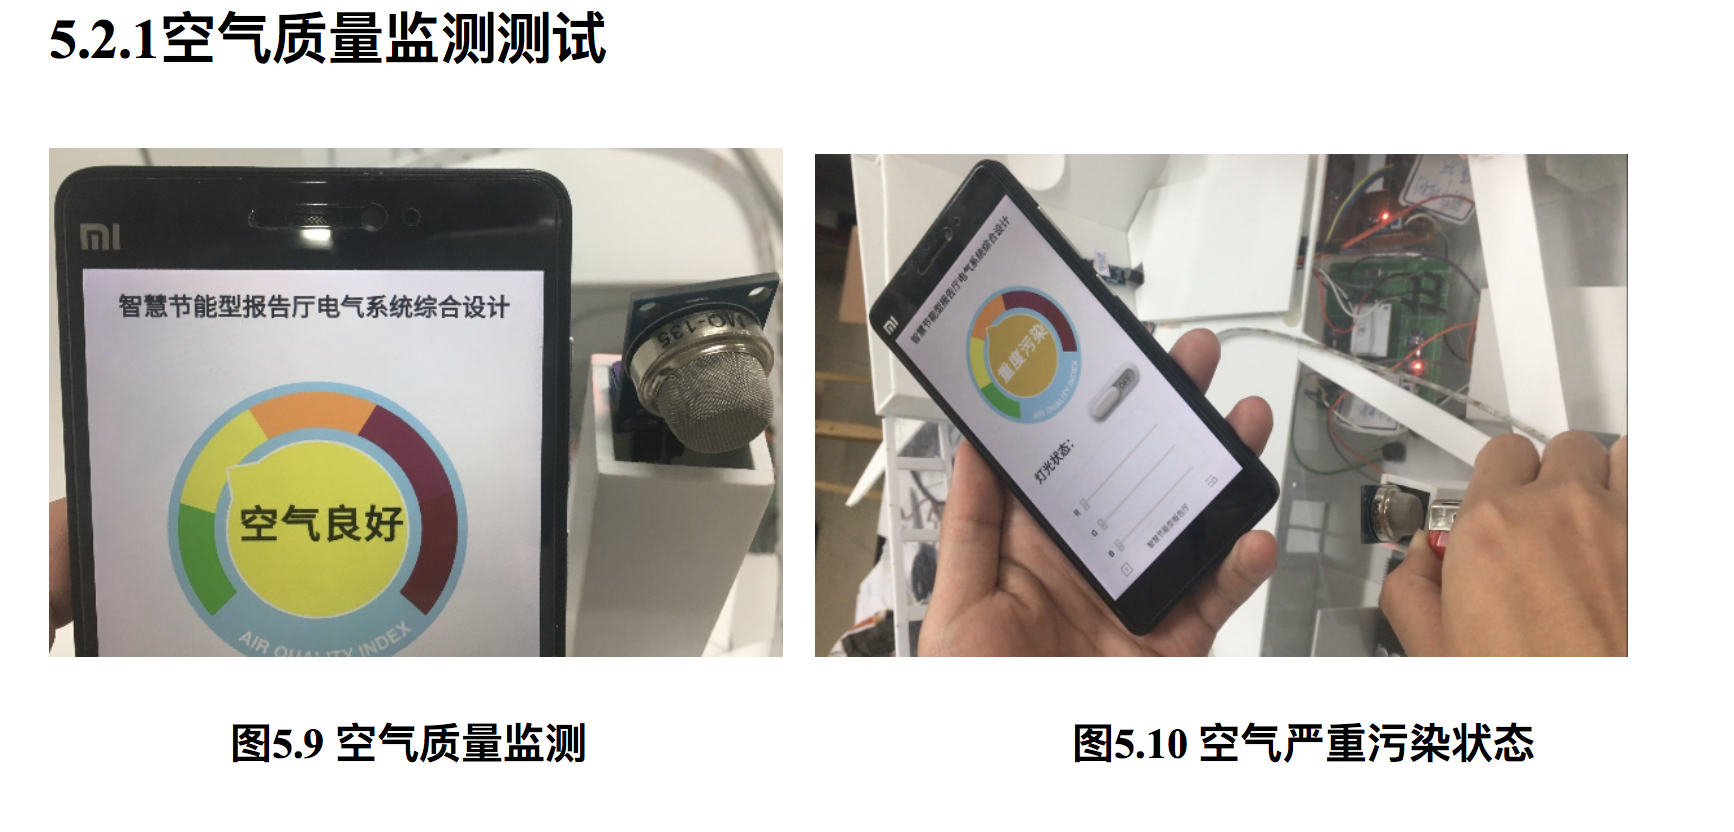 5.2.1空气质量监测测试
mi
智慧节能型报告厅电气系统综合设计
MQ-135
空气良好
AIR QUALITY INDEX
mi
智慧节能型报告厅电气系统综合设计
重度污染
AIR QUALITY INDEX
OFF
灯光状态：
R
G
B
智慧节能型报告厅
图5.9 空气质量监测
图5.10 空气严重污染状态